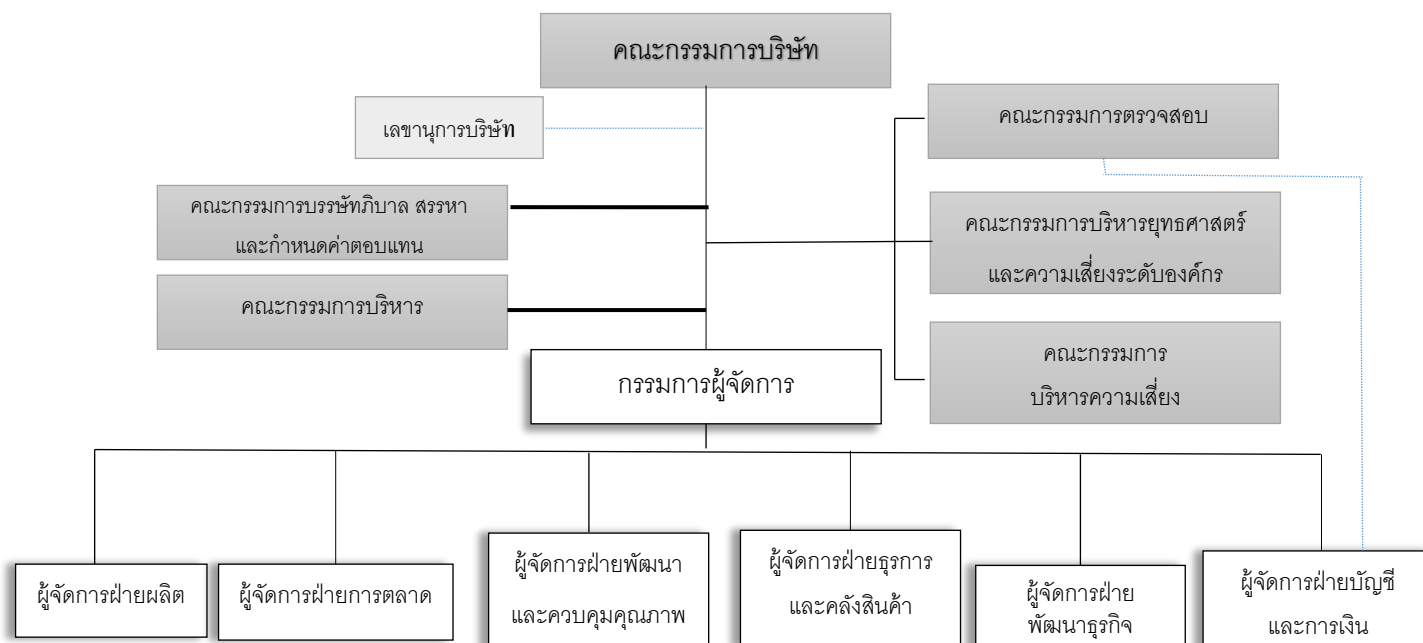 คณะกรรมการบริษัท
เลขานุการบริษัท
คณะกรรมการตรวจสอบ
คณะกรรมการบรรษัทภิบาล สรรหา
และกำหนดค่าตอบแทน
คณะกรรมการบริหารยุทธศาสตร์
และความเสี่ยงระดับองค์กร
คณะกรรมการบริหาร
คณะกรรมการ
บริหารความเสี่ยง
กรรมการผู้จัดการ
ผู้จัดการฝ่ายผลิต
ผู้จัดการฝ่ายการตลาด
ผู้จัดการฝ่ายพัฒนา
และควบคุมคุณภาพ
ผู้จัดการฝ่ายธุรการ
และคลังสินค้า
ผู้จัดการฝ่าย
พัฒนาธุรกิจ
ผู้จัดการฝ่ายบัญชี
และการเงิน